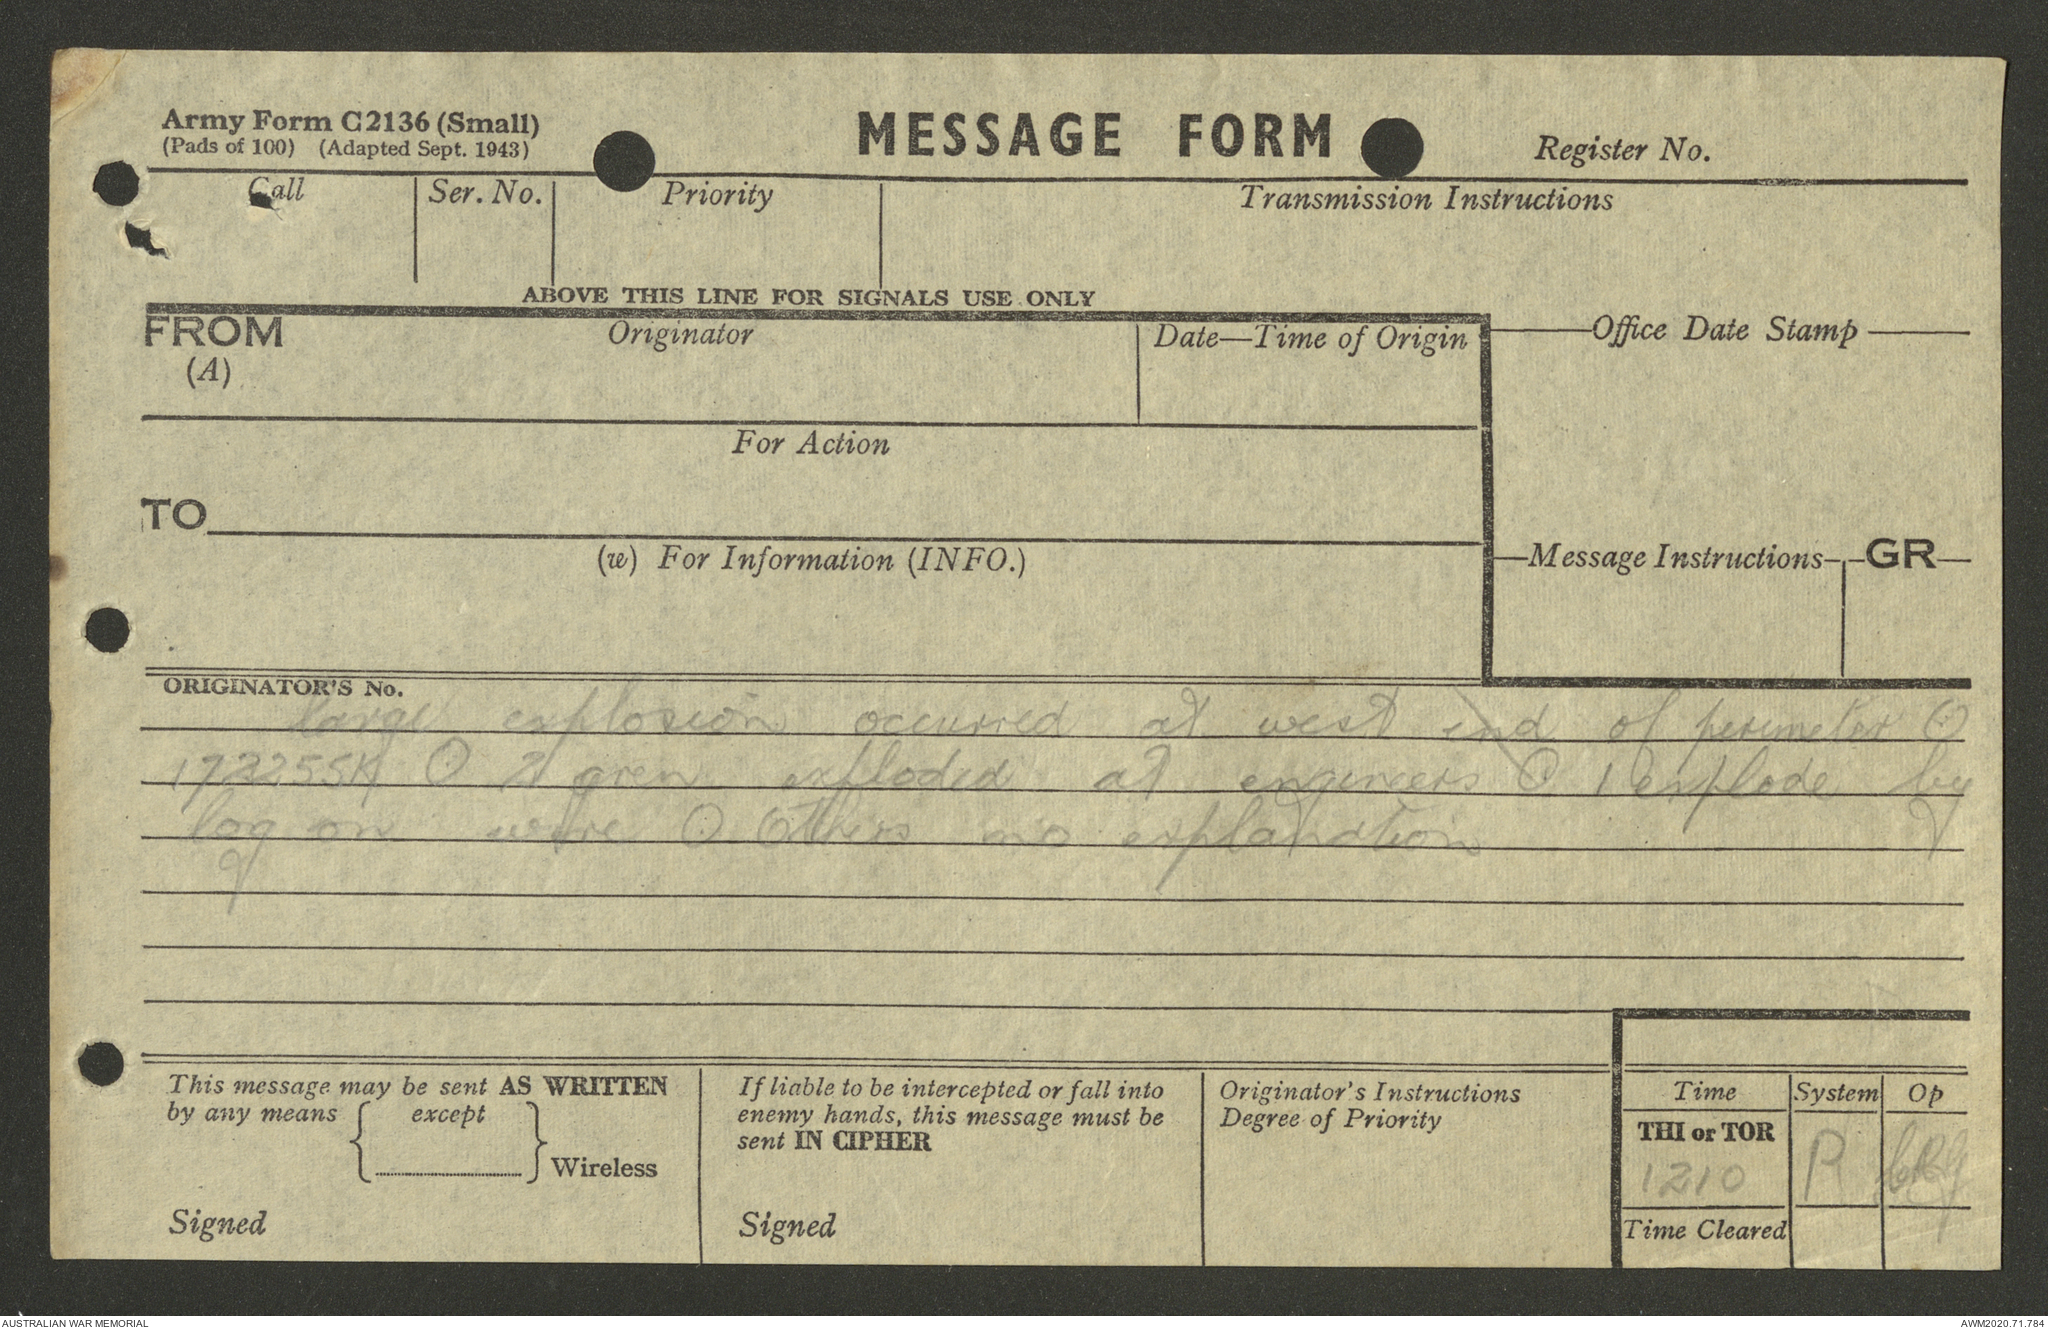 Army Form C2136 (Small)
(Pads of 100) (Adapted Sept. 1943)
MESSAGE FORM
Register No.
Call
Ser. No.
Priority
Transmission Instructions
ABOVE THIS LINE FOR SIGNALS USE ONLY
FROM
(A)
Originator
Date—Time of Origin
Office Date Stamp
For Action
TO
(w) For Information (INFO.)
Message Instructions
GR
ORIGINATOR'S No.
large explosion occurred at west end of perimeter O
172255K O 2 gren exploded at engineers O 1 explode by
log on wire O Others no explanation
This message may be sent AS WRITTEN
by any means except
Wireless
Signed
If liable to be intercepted or fall into
enemy hands, this message must be
sent IN CIPHER
Signed
Originator's Instructions
Degree of Priority
Time
System
Op
THI or TOR
1210
R
Time Cleared
AUSTRALIAN WAR MEMORIAL
AWM2020.71.784